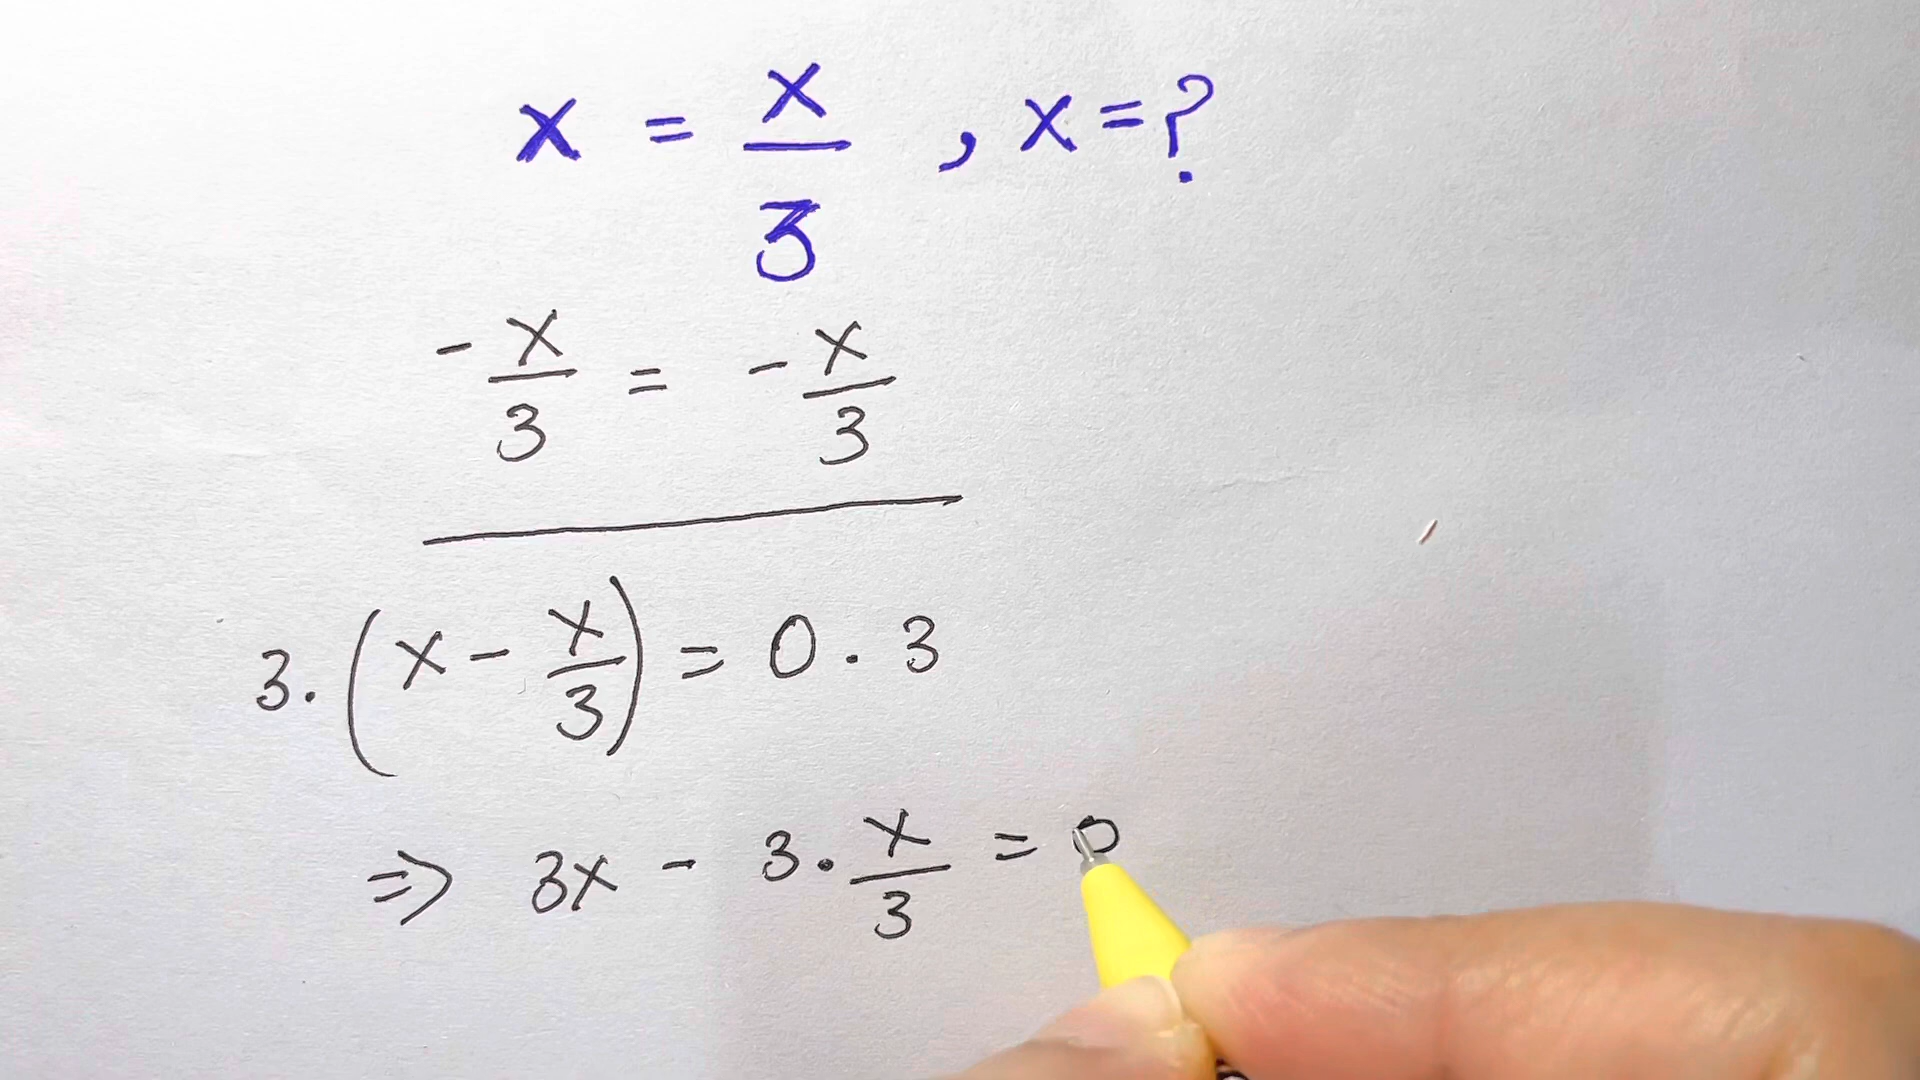 x = x/3 , x = ?
- x/3 = - x/3
3. (x - x/3) = 0 . 3
=> 3x - 3. x/3 = 0